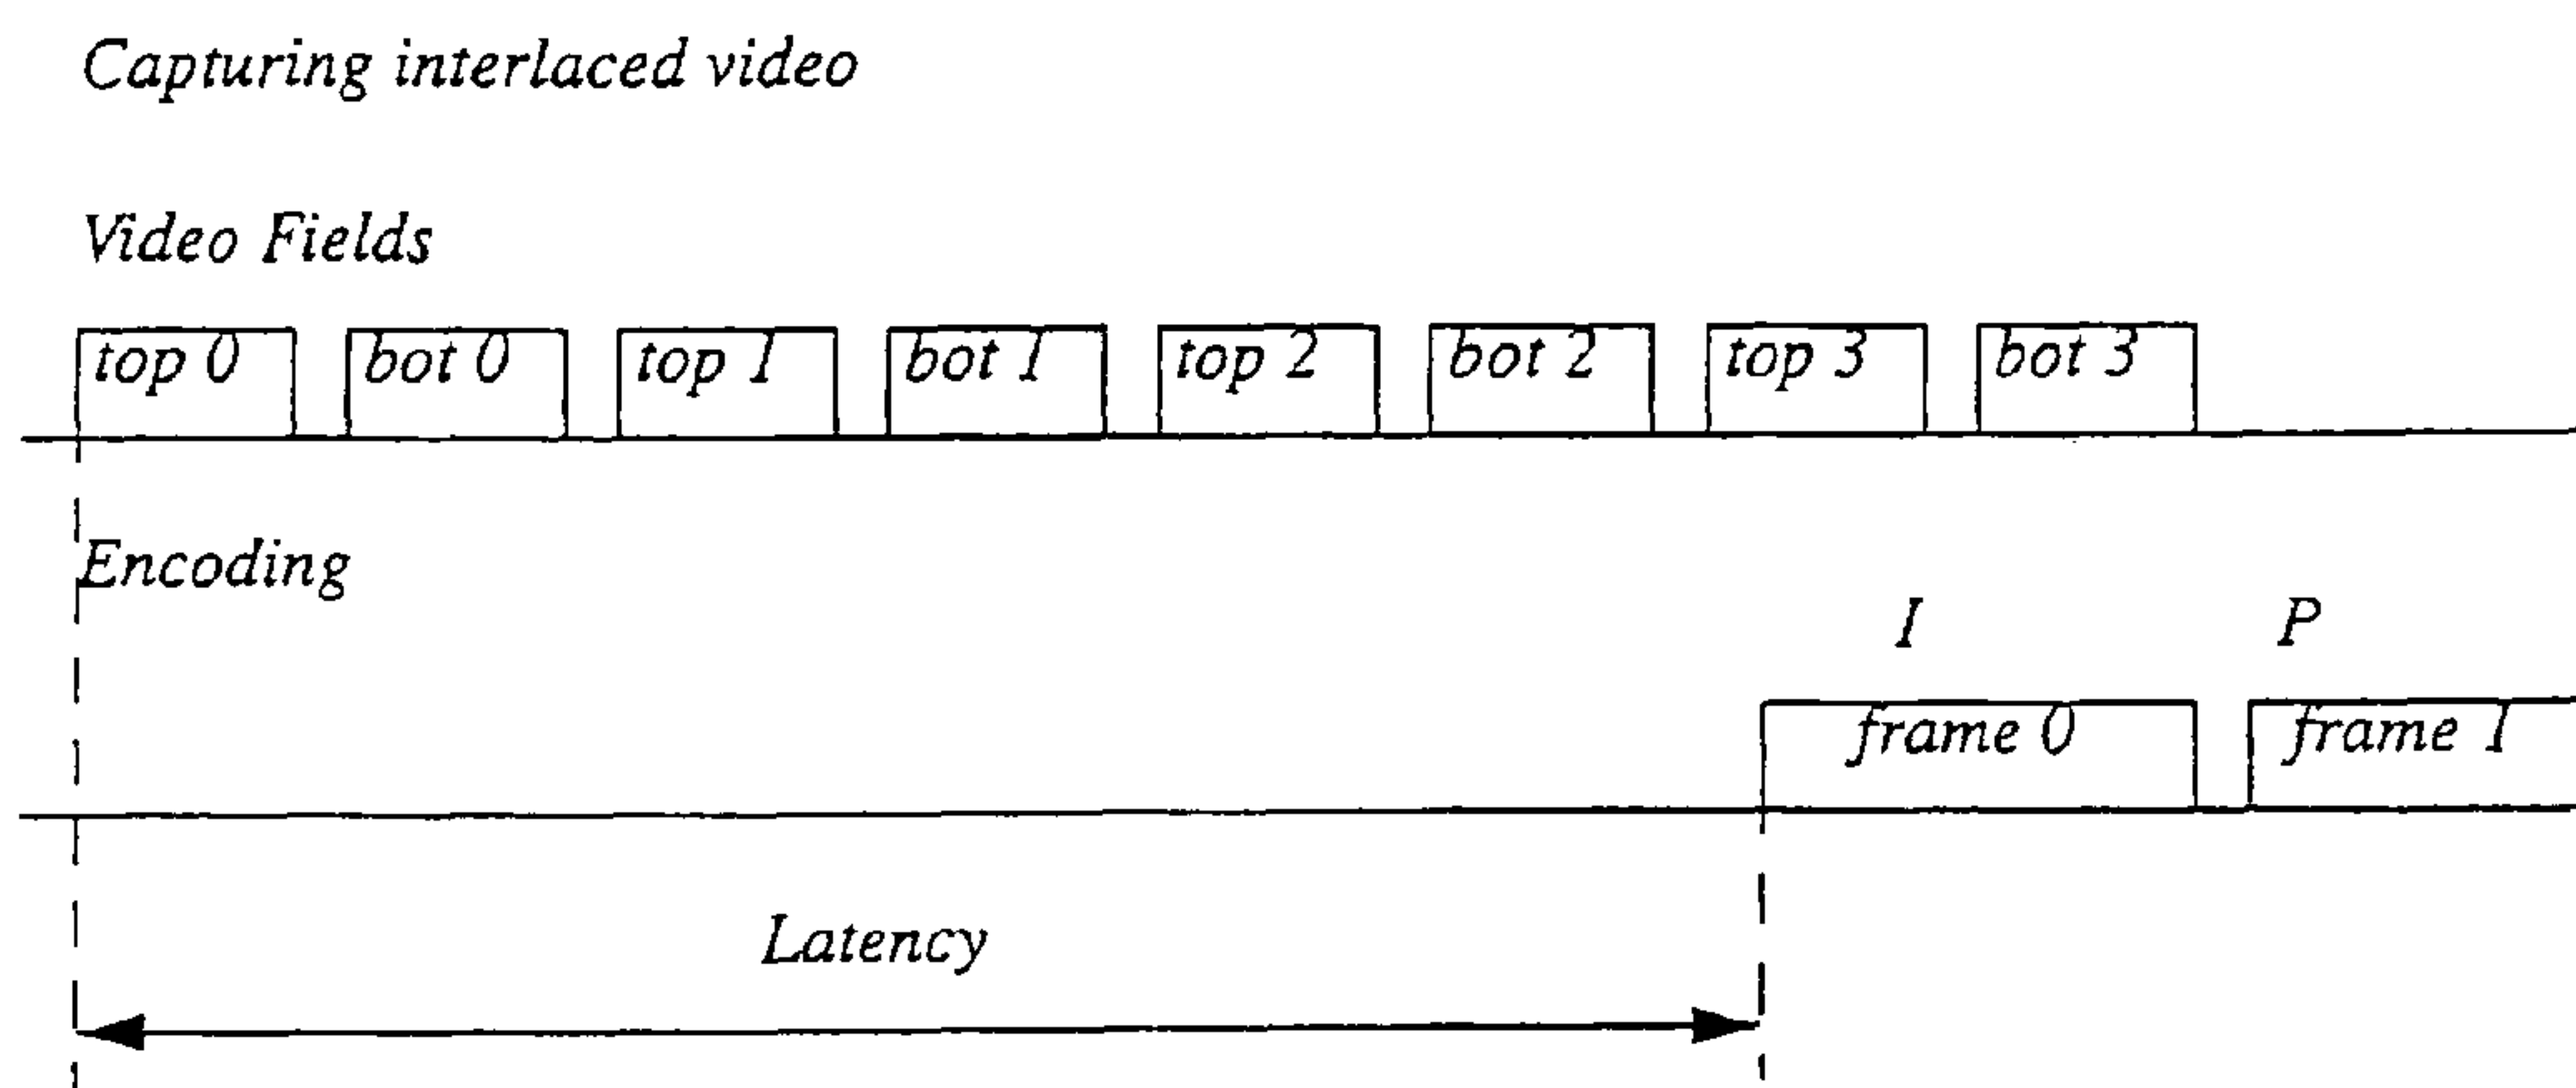 Capturing interlaced video
Video Fields
top 0 bot 0 top 1 bot 1 top 2 bot 2 top 3 bot 3
Encoding
I P
frame 0 frame 1
Latency